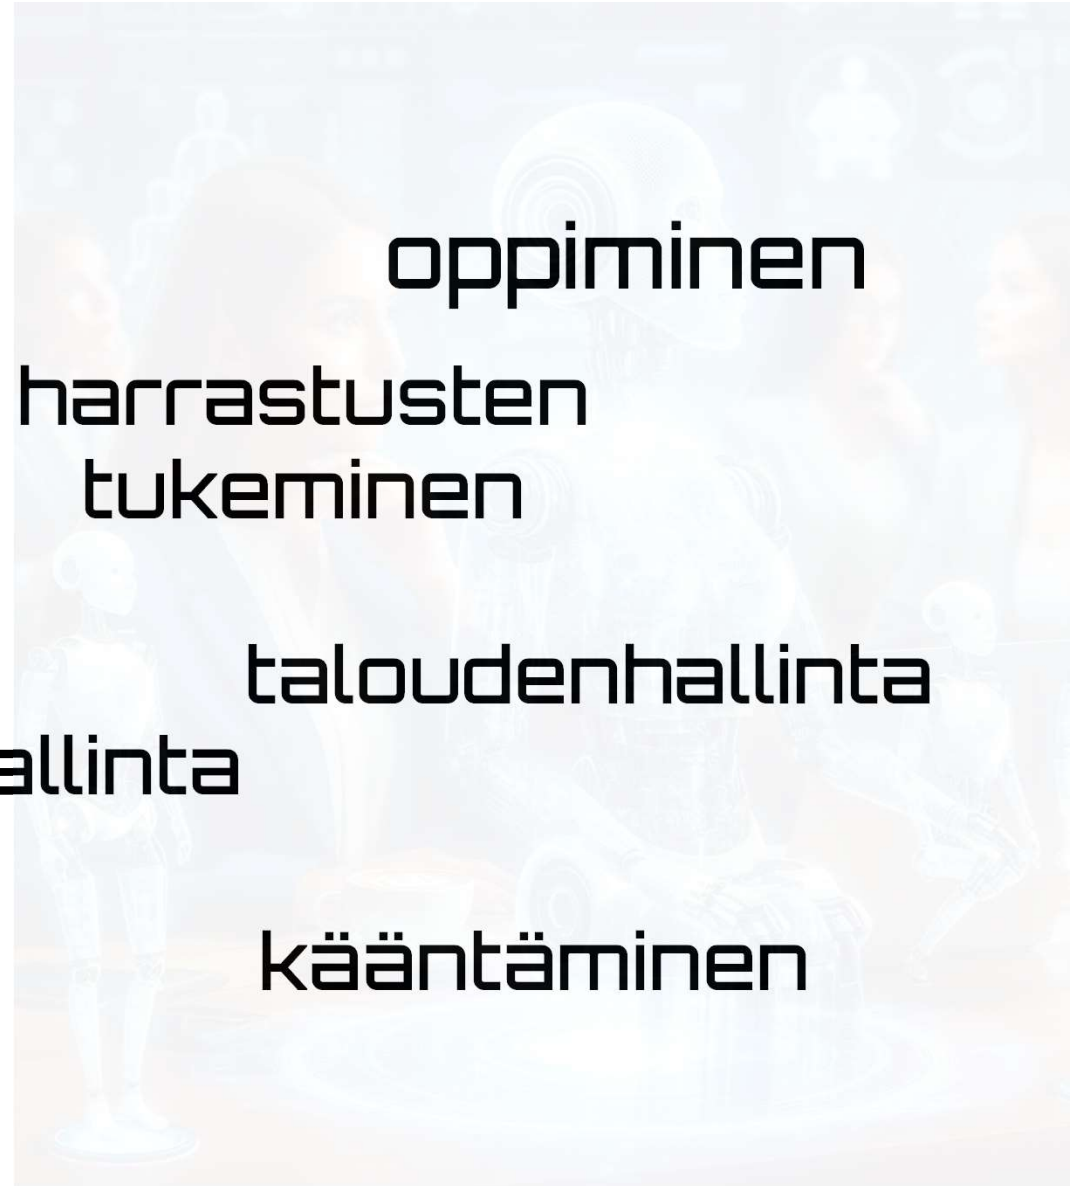 oppiminen
harrastusten
tukeminen
taloudenhallinta
allinta
kääntäminen